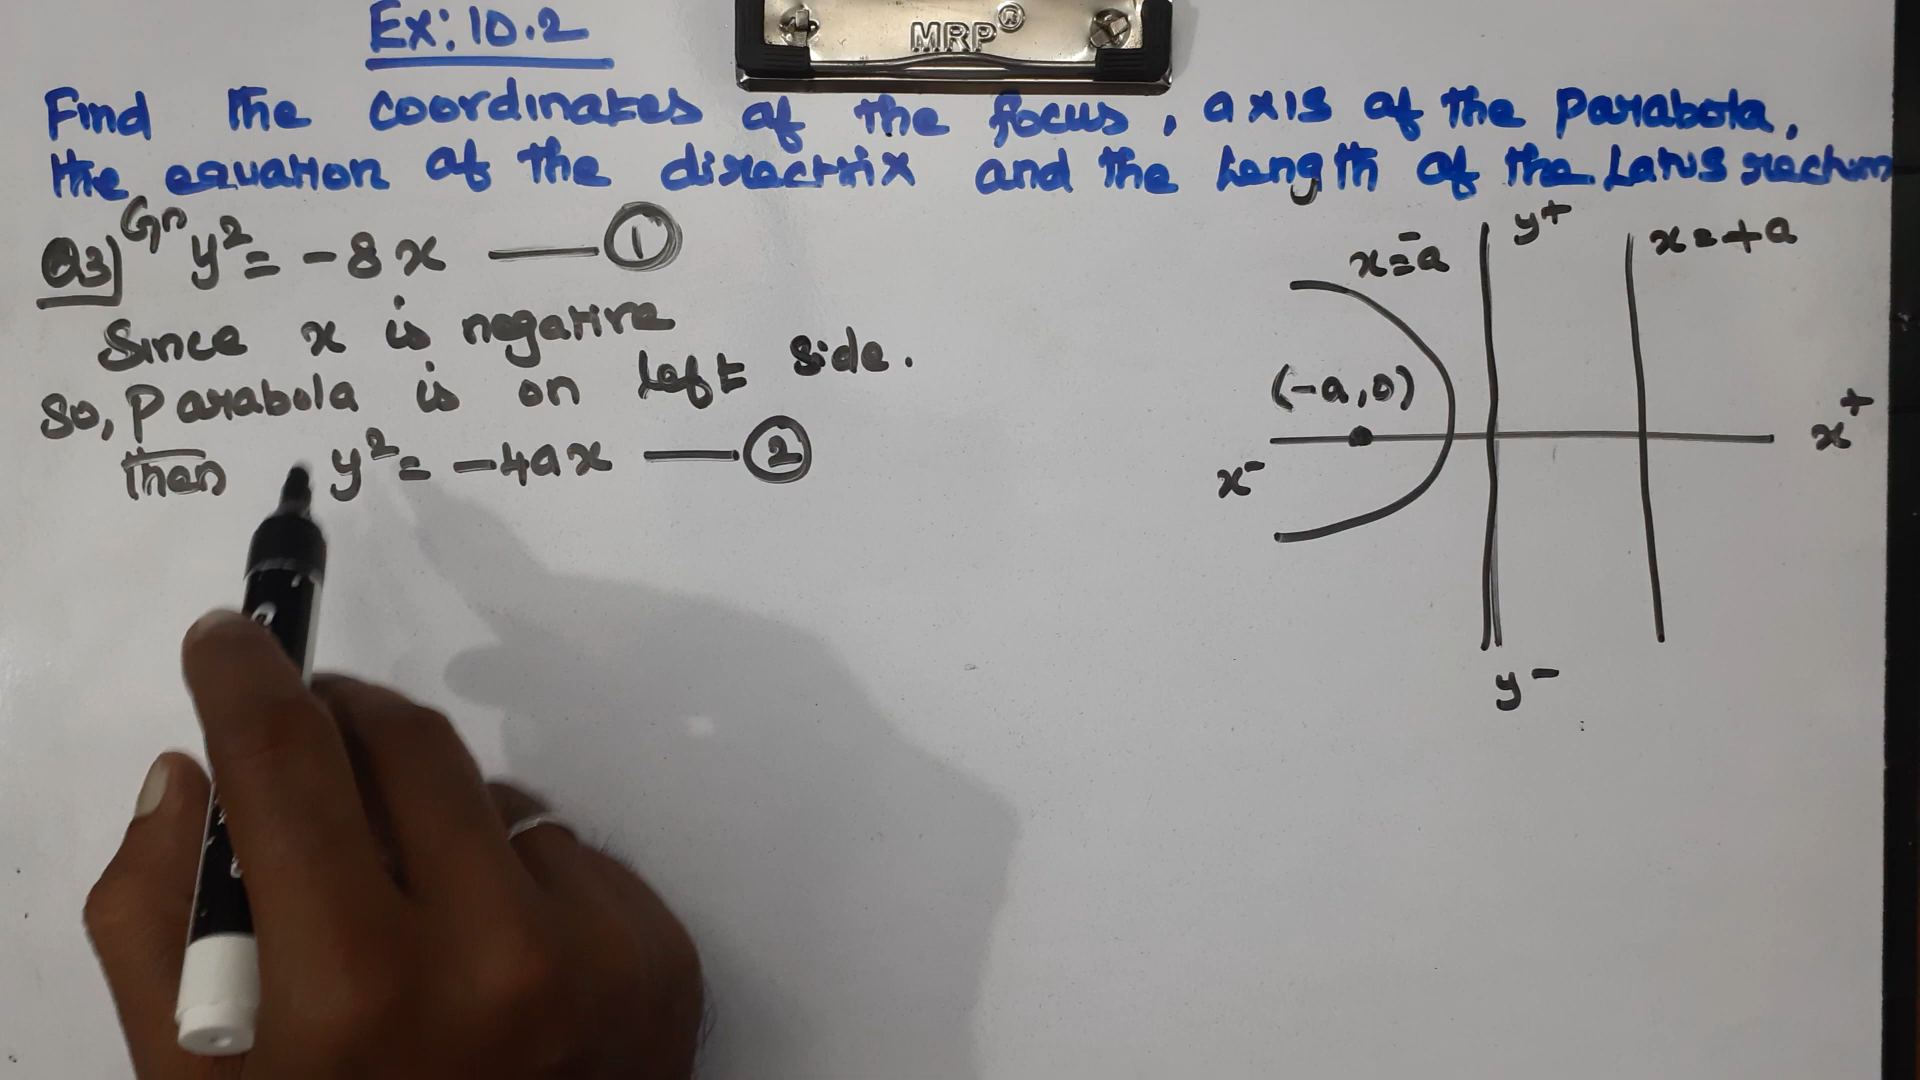 Ex: 10.2
MRP®
Find the coordinates of the focus, axis of the parabola,
the equation of the directrix and the length of the Latus rectum
Q3) Gn y² = -8x —— ①
Since x is negative
So, Parabola is on left side.
then y² = -4ax —— ②
x=-a
y+
x=+a
(-a,0)
x-
x+
y-